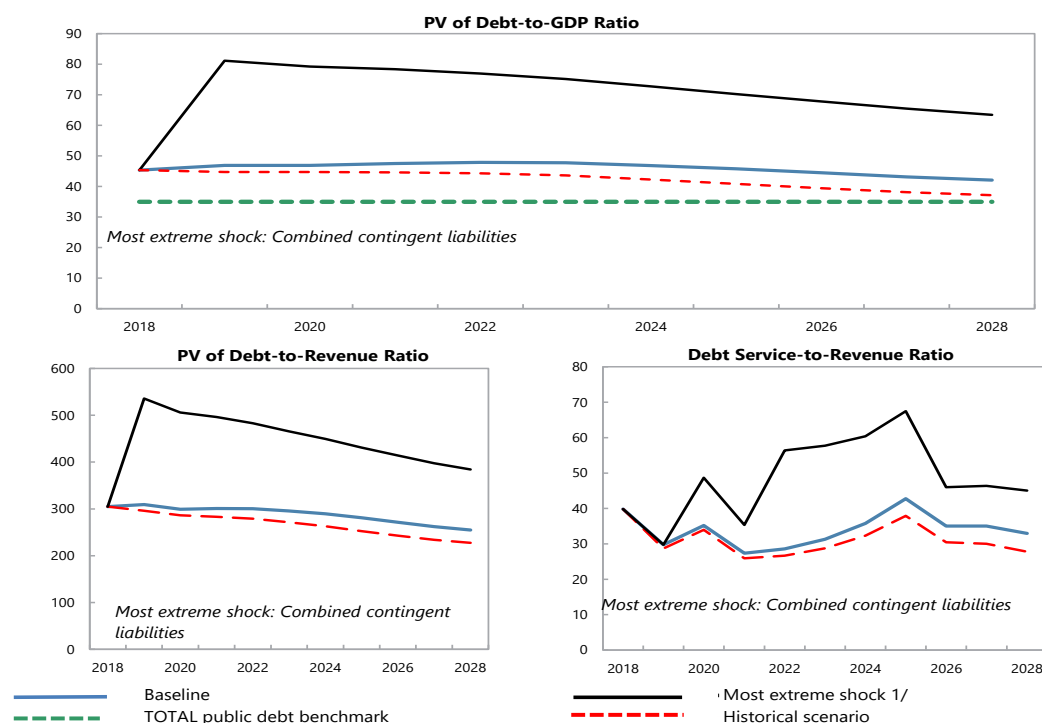 PV of Debt-to-GDP Ratio
90
80
70
60
50
40
30
20
10
0
Most extreme shock: Combined contingent liabilities
2018 2020 2022 2024 2026 2028
PV of Debt-to-Revenue Ratio
600
500
400
300
200
100
0
Most extreme shock: Combined contingent
liabilities
2018 2020 2022 2024 2026 2028
Debt Service-to-Revenue Ratio
80
70
60
50
40
30
20
10
0
Most extreme shock: Combined contingent liabilities
2018 2020 2022 2024 2026 2028
Baseline
TOTAL public debt benchmark
Most extreme shock 1/
Historical scenario